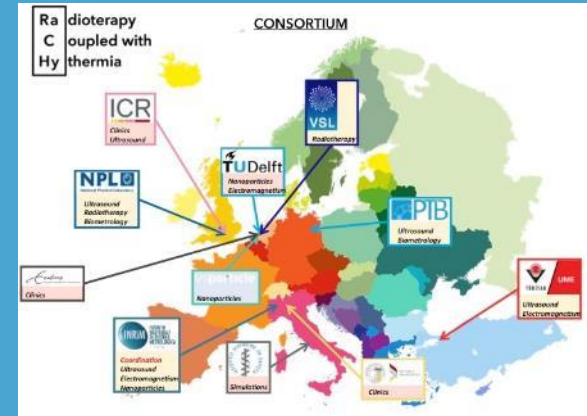 Ra dioterapy
C oupled with
Hy thermia
CONSORTIUM
ICR
Clinics
Ultrasound
VSL
Radiotherapy
TUDelft
Nanoparticles
Electromagnetism
NPL
National Physical Laboratory
Ultrasound
Radiotherapy
Biometrology
PTB
Ultrasound
Biometrology
Clinics
Nanoparticles
TUBITAK UME
Ultrasound
Electromagnetism
INRiM
Coordination
Ultrasound
Electromagnetism
Nanoparticles
Simulations
Clinics